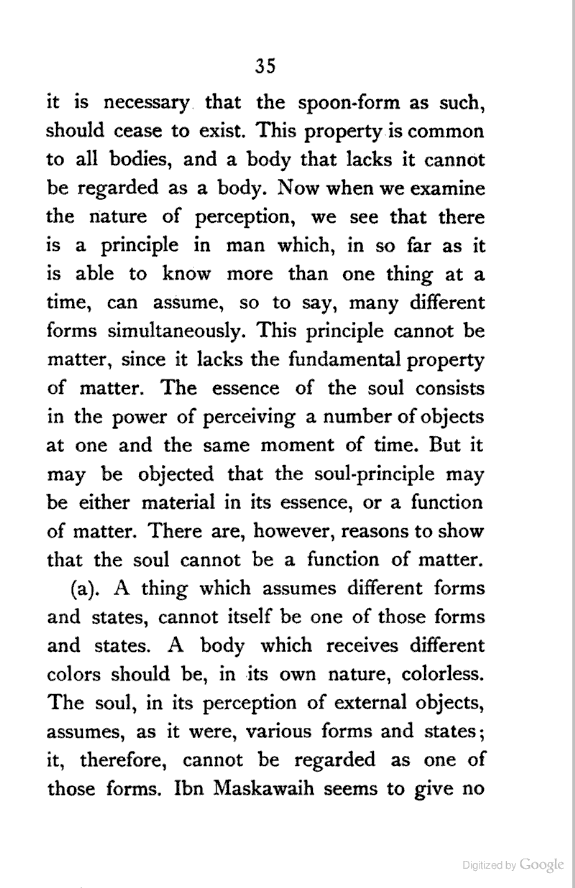 35
it is necessary that the spoon-form as such,
should cease to exist. This property is common
to all bodies, and a body that lacks it cannot
be regarded as a body. Now when we examine
the nature of perception, we see that there
is a principle in man which, in so far as it
is able to know more than one thing at a
time, can assume, so to say, many different
forms simultaneously. This principle cannot be
matter, since it lacks the fundamental property
of matter. The essence of the soul consists
in the power of perceiving a number of objects
at one and the same moment of time. But it
may be objected that the soul-principle may
be either material in its essence, or a function
of matter. There are, however, reasons to show
that the soul cannot be a function of matter.
(a). A thing which assumes different forms
and states, cannot itself be one of those forms
and states. A body which receives different
colors should be, in its own nature, colorless.
The soul, in its perception of external objects,
assumes, as it were, various forms and states;
it, therefore, cannot be regarded as one of
those forms. Ibn Maskawaih seems to give no
Digitized by Google